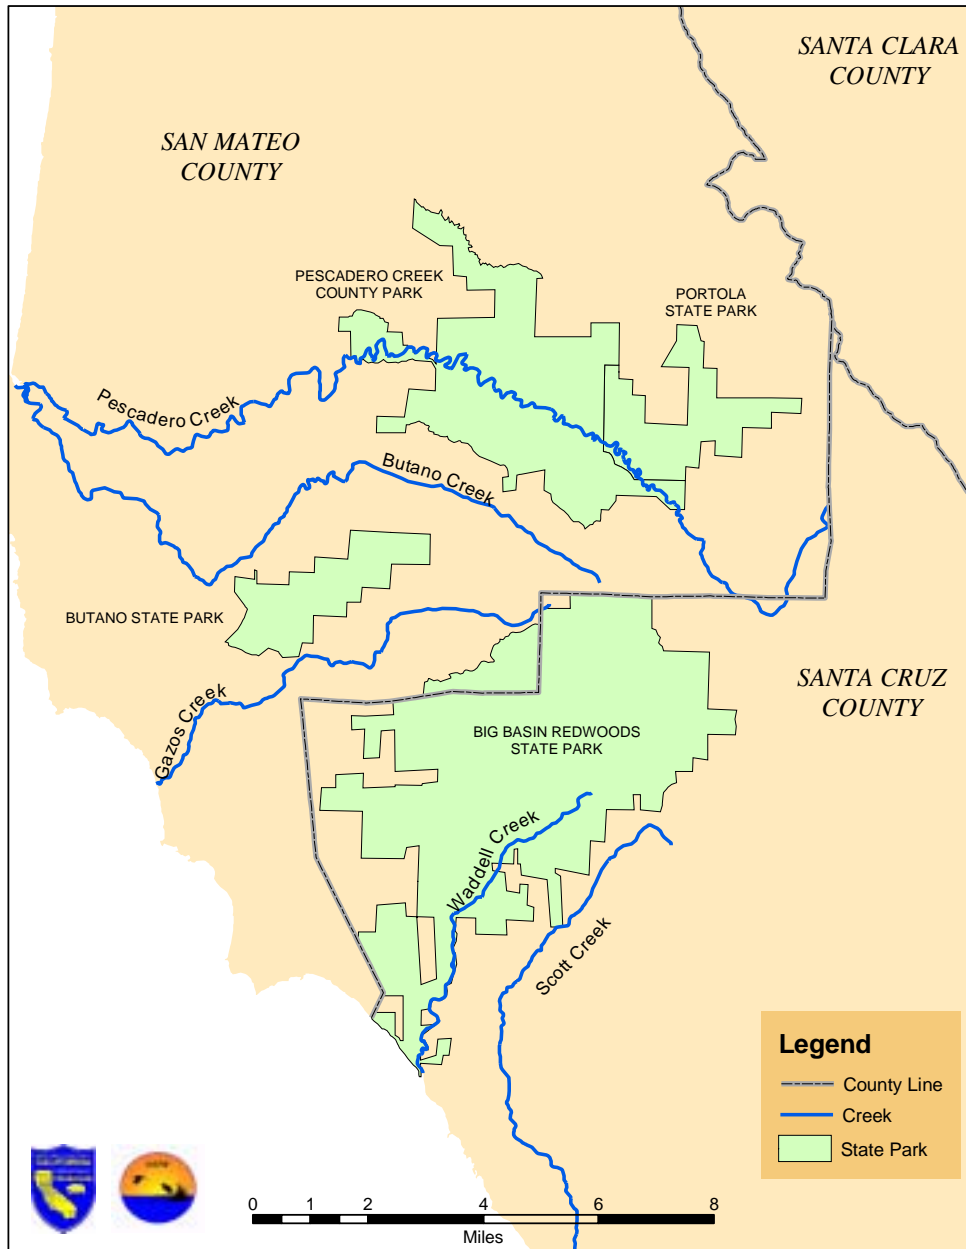 SANTA CLARA
COUNTY
SAN MATEO
COUNTY
PESCADERO CREEK
COUNTY PARK
PORTOLA
STATE PARK
Pescadero Creek
Butano Creek
BUTANO STATE PARK
Gazos Creek
SANTA CRUZ
COUNTY
BIG BASIN REDWOODS
STATE PARK
Waddell Creek
Scott Creek
Legend
County Line
Creek
State Park
0 1 2 4 6 8
Miles